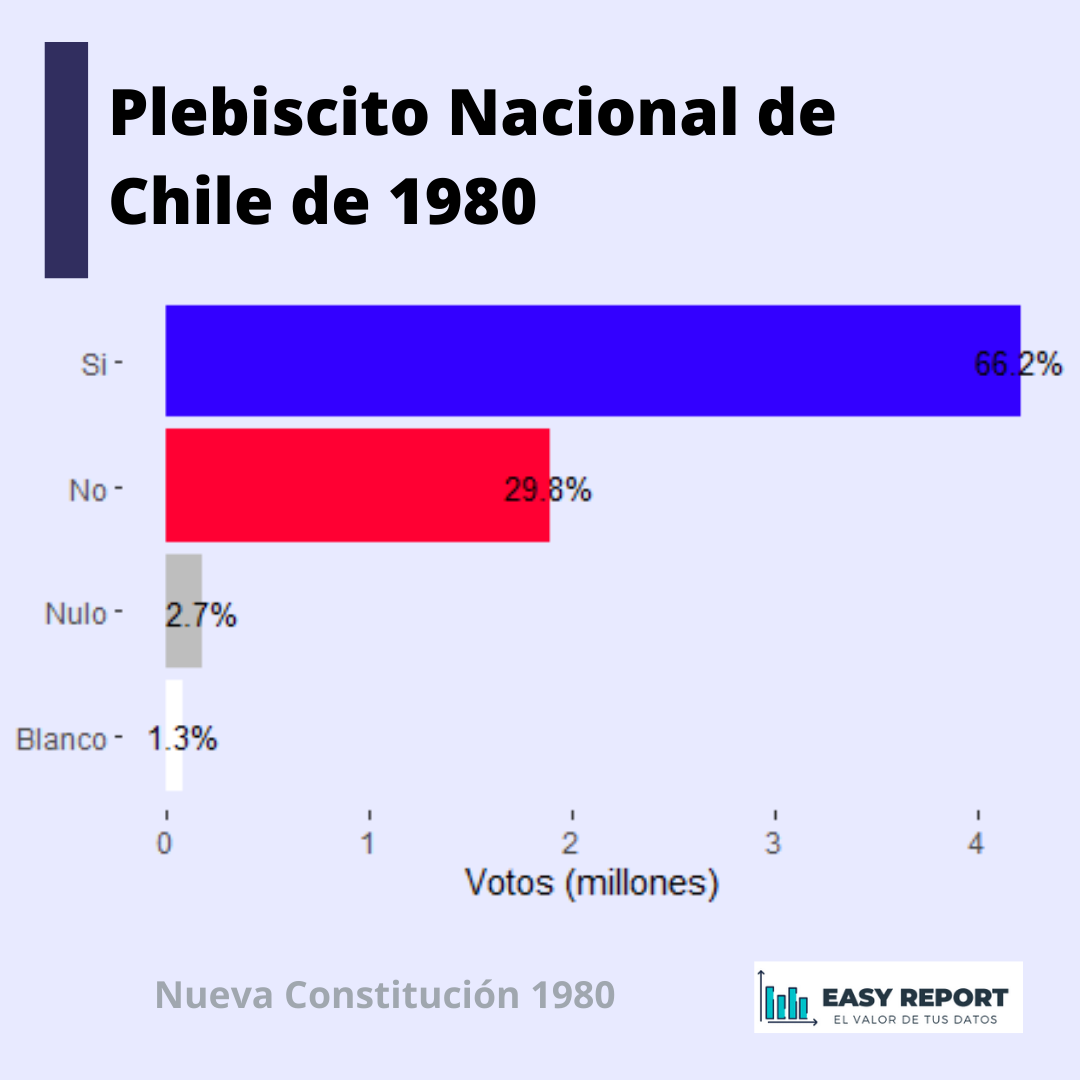 Plebiscito Nacional de
Chile de 1980
Si
66.2%
No
29.8%
Nulo
2.7%
Blanco
1.3%
0 1 2 3 4
Votos (millones)
Nueva Constitución 1980
EASY REPORT
EL VALOR DE TUS DATOS